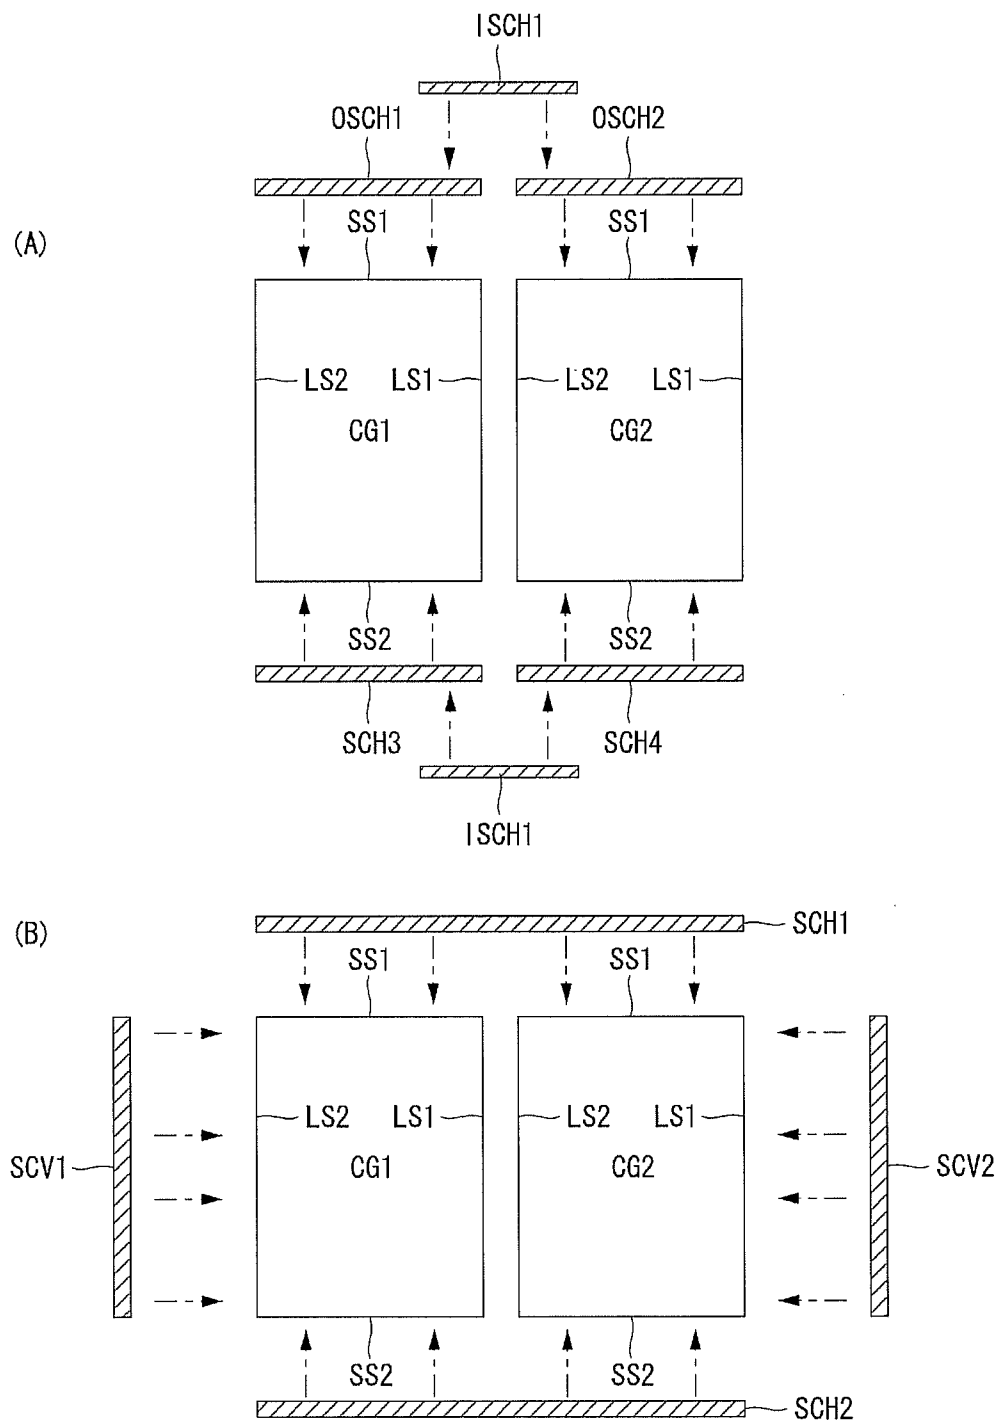 ISCH1
OSCH1 OSCH2
(A)
SS1 SS1
LS2 LS1 LS2 LS1
CG1 CG2
SS2 SS2
SCH3 SCH4
ISCH1
(B)
SCH1
SS1 SS1
LS2 LS1 LS2 LS1
SCV1 CG1 CG2 SCV2
SS2 SS2
SCH2